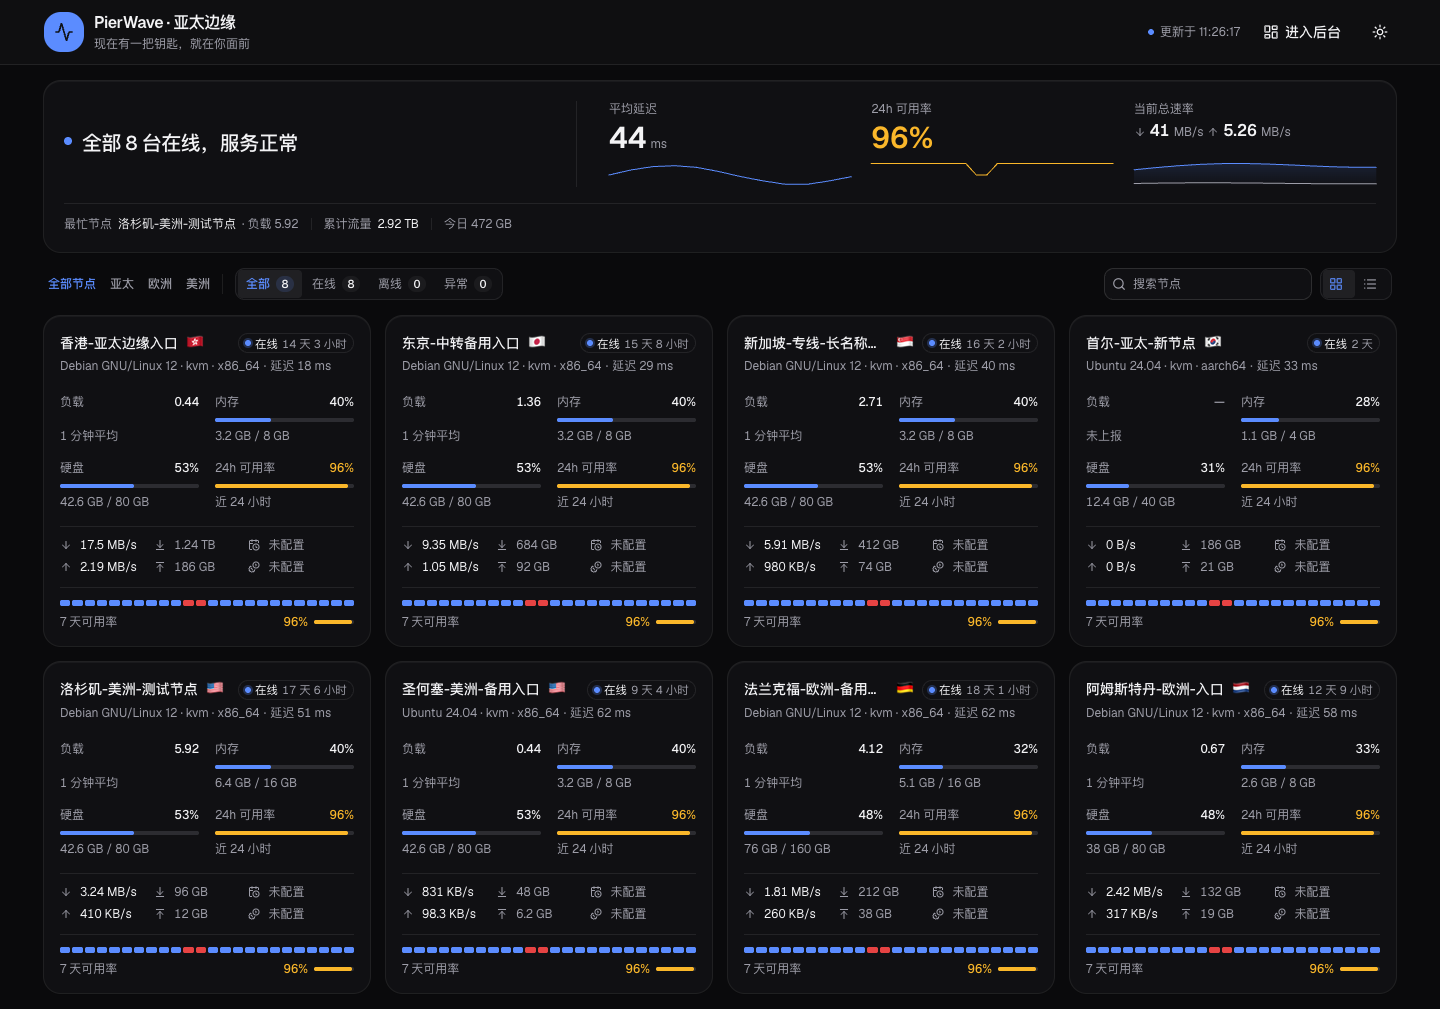 PierWave · 亚太边缘
现在有一把钥匙，就在你面前
更新于 11:26:17
进入后台
全部 8 台在线，服务正常
平均延迟
44 ms
24h 可用率
96%
当前总速率
↓ 41 MB/s ↑ 5.26 MB/s
最忙节点 洛杉矶-美洲-测试节点 · 负载 5.92
累计流量 2.92 TB
今日 472 GB
全部节点 亚太 欧洲 美洲
全部 8 在线 8 离线 0 异常 0
搜索节点
香港-亚太边缘入口
在线 14 天 3 小时
Debian GNU/Linux 12 · kvm · x86_64 · 延迟 18 ms
负载 0.44
内存 40%
1 分钟平均
3.2 GB / 8 GB
硬盘 53%
24h 可用率 96%
42.6 GB / 80 GB
近 24 小时
↓ 17.5 MB/s 1.24 TB 未配置
↑ 2.19 MB/s 186 GB 未配置
7 天可用率 96%
东京-中转备用入口
在线 15 天 8 小时
Debian GNU/Linux 12 · kvm · x86_64 · 延迟 29 ms
负载 1.36
内存 40%
1 分钟平均
3.2 GB / 8 GB
硬盘 53%
24h 可用率 96%
42.6 GB / 80 GB
近 24 小时
↓ 9.35 MB/s 684 GB 未配置
↑ 1.05 MB/s 92 GB 未配置
7 天可用率 96%
新加坡-专线-长名称...
在线 16 天 2 小时
Debian GNU/Linux 12 · kvm · x86_64 · 延迟 40 ms
负载 2.71
内存 40%
1 分钟平均
3.2 GB / 8 GB
硬盘 53%
24h 可用率 96%
42.6 GB / 80 GB
近 24 小时
↓ 5.91 MB/s 412 GB 未配置
↑ 980 KB/s 74 GB 未配置
7 天可用率 96%
首尔-亚太-新节点
在线 2 天
Ubuntu 24.04 · kvm · aarch64 · 延迟 33 ms
负载 —
内存 28%
未上报
1.1 GB / 4 GB
硬盘 31%
24h 可用率 96%
12.4 GB / 40 GB
近 24 小时
↓ 0 B/s 186 GB 未配置
↑ 0 B/s 21 GB 未配置
7 天可用率 96%
洛杉矶-美洲-测试节点
在线 17 天 6 小时
Debian GNU/Linux 12 · kvm · x86_64 · 延迟 51 ms
负载 5.92
内存 40%
1 分钟平均
6.4 GB / 16 GB
硬盘 53%
24h 可用率 96%
42.6 GB / 80 GB
近 24 小时
↓ 3.24 MB/s 96 GB 未配置
↑ 410 KB/s 12 GB 未配置
7 天可用率 96%
圣何塞-美洲-备用入口
在线 9 天 4 小时
Ubuntu 24.04 · kvm · x86_64 · 延迟 62 ms
负载 0.44
内存 40%
1 分钟平均
3.2 GB / 8 GB
硬盘 53%
24h 可用率 96%
42.6 GB / 80 GB
近 24 小时
↓ 831 KB/s 48 GB 未配置
↑ 98.3 KB/s 6.2 GB 未配置
7 天可用率 96%
法兰克福-欧洲-备用...
在线 18 天 1 小时
Debian GNU/Linux 12 · kvm · x86_64 · 延迟 62 ms
负载 4.12
内存 32%
1 分钟平均
5.1 GB / 16 GB
硬盘 48%
24h 可用率 96%
76 GB / 160 GB
近 24 小时
↓ 1.81 MB/s 212 GB 未配置
↑ 260 KB/s 38 GB 未配置
7 天可用率 96%
阿姆斯特丹-欧洲-入口
在线 12 天 9 小时
Debian GNU/Linux 12 · kvm · x86_64 · 延迟 58 ms
负载 0.67
内存 33%
1 分钟平均
2.6 GB / 8 GB
硬盘 48%
24h 可用率 96%
38 GB / 80 GB
近 24 小时
↓ 2.42 MB/s 132 GB 未配置
↑ 317 KB/s 19 GB 未配置
7 天可用率 96%